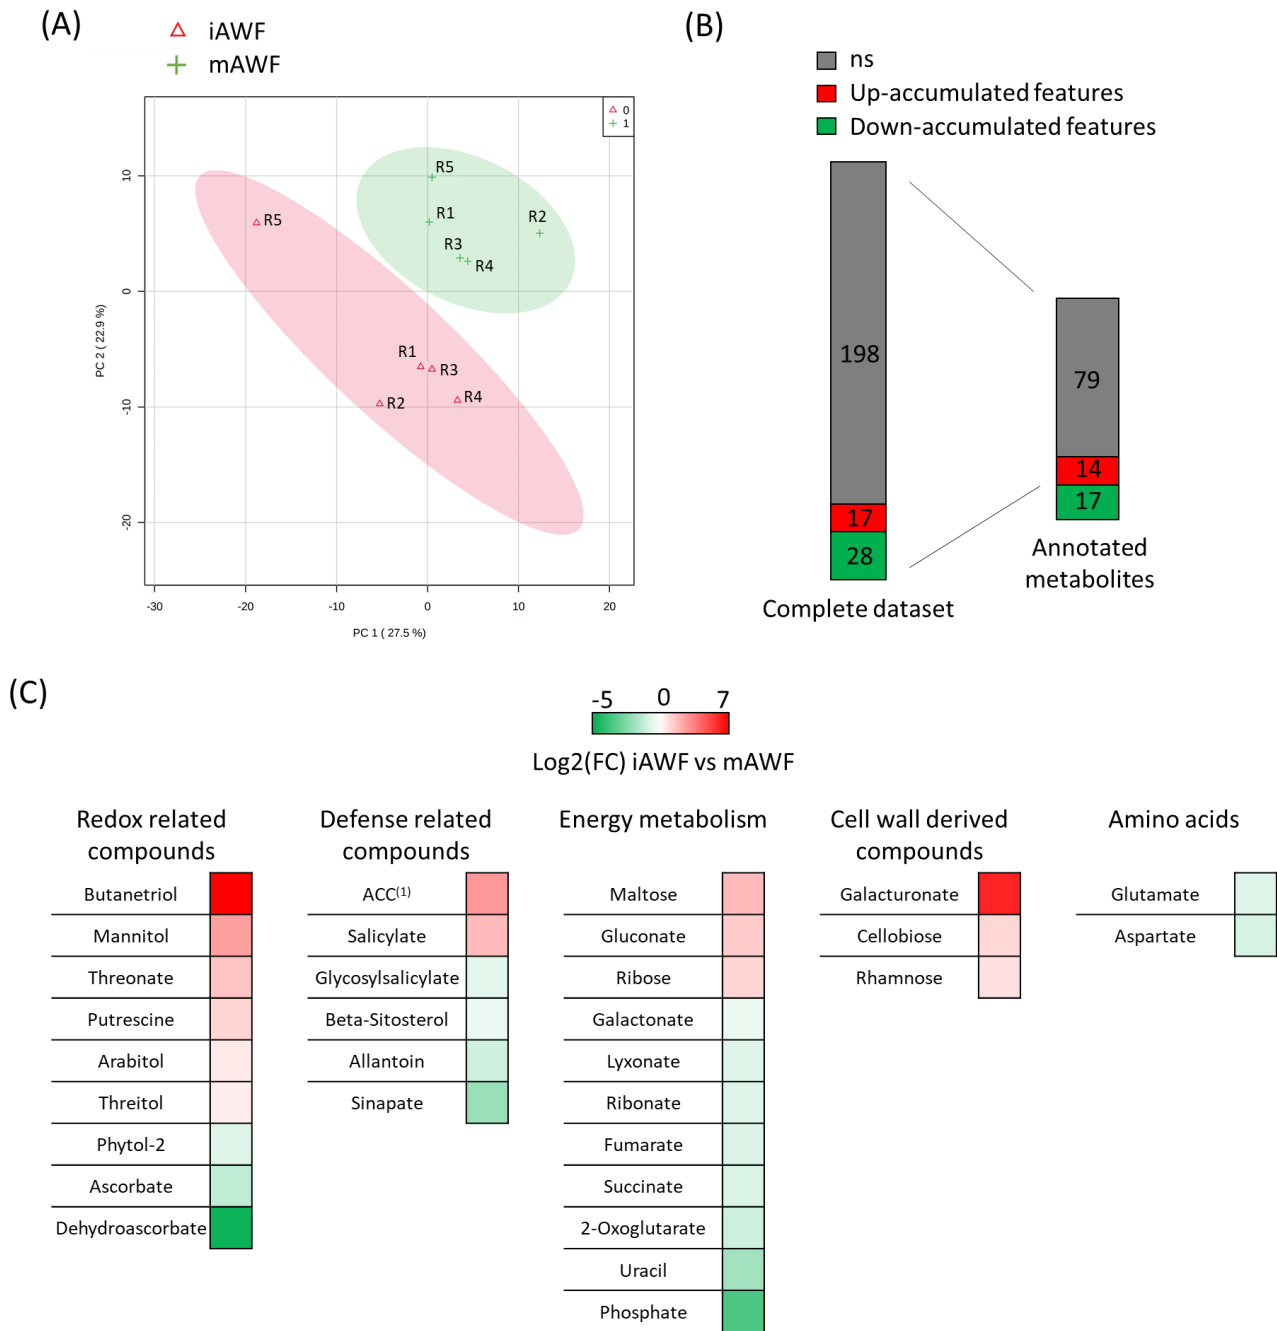 (A)
iAWF
mAWF
0
1
R5
R1
R2
R3
R4
R5
R1
R3
R2
R4
10
0
-10
-20
PC 2 ( 22.9 %)
-30
-20
-10
0
10
20
PC 1 ( 27.5 %)
(B)
ns
Up-accumulated features
Down-accumulated features
198
17
28
Complete dataset
79
14
17
Annotated
metabolites
(C)
-5 0 7
Log2(FC) iAWF vs mAWF
Redox related
compounds
Butanetriol
Mannitol
Threonate
Putrescine
Arabitol
Threitol
Phytol-2
Ascorbate
Dehydroascorbate
Defense related
compounds
ACC(1)
Salicylate
Glycosylsalicylate
Beta-Sitosterol
Allantoin
Sinapate
Energy metabolism
Maltose
Gluconate
Ribose
Galactonate
Lyxonate
Ribonate
Fumarate
Succinate
2-Oxoglutarate
Uracil
Phosphate
Cell wall derived
compounds
Galacturonate
Cellobiose
Rhamnose
Amino acids
Glutamate
Aspartate